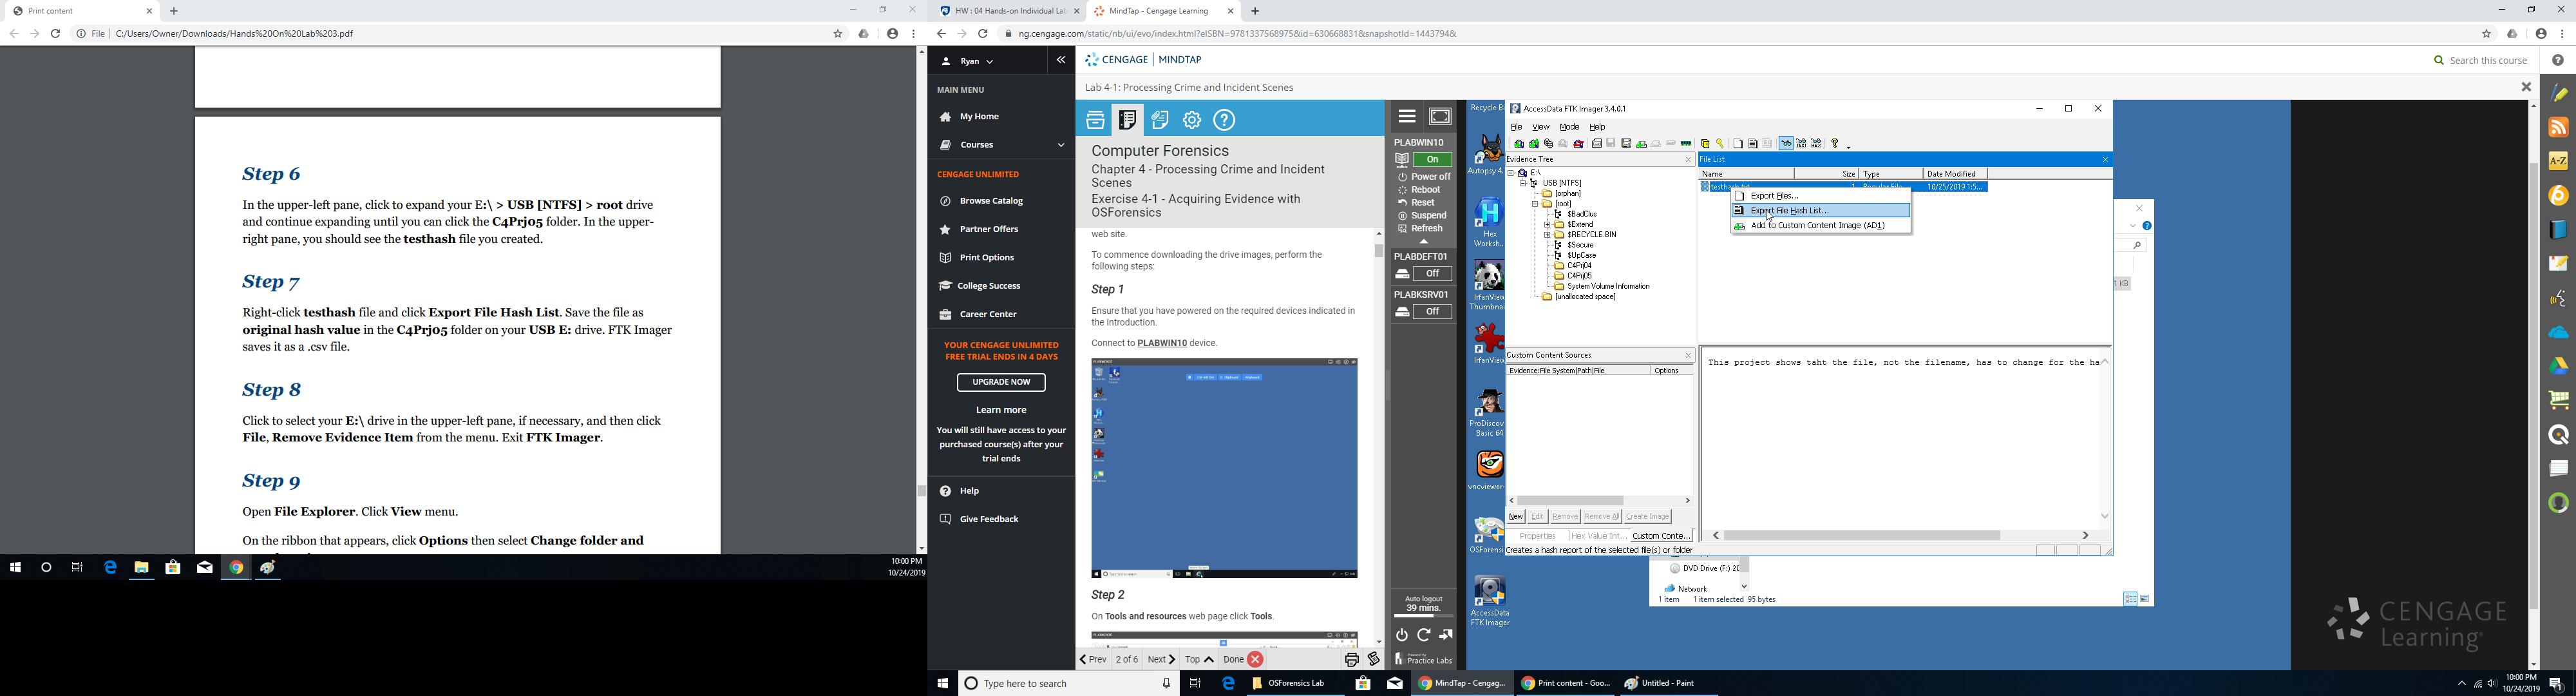 Print content
File
C:/Users/Owner/Downloads/Hands%20On%20Lab%203.pdf
Step 6
In the upper-left pane, click to expand your E:\ > USB [NTFS] > root drive
and continue expanding until you can click the C4Prj05 folder. In the upper-
right pane, you should see the testhash file you created.
Step 7
Right-click testhash file and click Export File Hash List. Save the file as
original hash value in the C4Prj05 folder on your USB E: drive. FTK Imager
saves it as a .csv file.
Step 8
Click to select your E:\ drive in the upper-left pane, if necessary, and then click
File, Remove Evidence Item from the menu. Exit FTK Imager.
Step 9
Open File Explorer. Click View menu.
On the ribbon that appears, click Options then select Change folder and
10:00 PM
10/24/2019
HW : 04 Hands-on Individual Lab
MindTap - Cengage Learning
ng.cengage.com/static/nb/ui/evo/index.html?eISBN=9781337568975&id=630668831&snapshotId=1443794&
Ryan
MAIN MENU
My Home
Courses
CENGAGE UNLIMITED
Browse Catalog
Partner Offers
Print Options
College Success
Career Center
YOUR CENGAGE UNLIMITED
FREE TRIAL ENDS IN 4 DAYS
UPGRADE NOW
Learn more
You will still have access to your
purchased course(s) after your
trial ends
Help
Give Feedback
CENGAGE | MINDTAP
Search this course
Lab 4-1: Processing Crime and Incident Scenes
Computer Forensics
Chapter 4 - Processing Crime and Incident
Scenes
Exercise 4-1 - Acquiring Evidence with
OSForensics
web site.
To commence downloading the drive images, perform the
following steps:
Step 1
Ensure that you have powered on the required devices indicated in
the Introduction.
Connect to PLABWIN10 device.
Step 2
On Tools and resources web page click Tools.
Prev
2 of 6
Next
Top
Done
PLABWIN10
On
Power off
Reboot
Reset
Suspend
Refresh
PLABDEFT01
Off
PLABKSRV01
Off
Auto logout
39 mins.
Powered by
Practice Labs
Recycle Bi
Autopsy 4.
Hex
Worksh..
IrfanView
Thumbnai
IrfanView
ProDiscov
Basic 64
vncviewer-
OSForensi
AccessData
FTK Imager
AccessData FTK Imager 3.4.0.1
File View Mode Help
Evidence Tree
E:\
USB [NTFS]
[orphan]
[root]
$BadClus
$Extend
$RECYCLE.BIN
$Secure
$UpCase
C4Prj04
C4Prj05
System Volume Information
[unallocated space]
Custom Content Sources
Evidence:File System|Path|File Options
New Edit Remove Remove All Create Image
Properties Hex Value Int... Custom Conte...
Creates a hash report of the selected file(s) or folder
File List
Name Size Type Date Modified
testhash.txt 1 Regular File 10/25/2019 1:5...
Export Files...
Export File Hash List...
Add to Custom Content Image (AD1)
This project shows taht the file, not the filename, has to change for the ha
1 KB
DVD Drive (F:) 20
Network
1 item 1 item selected 95 bytes
CENGAGE
Learning
A-Z
Type here to search
OSForensics Lab
MindTap - Cengag...
Print content - Goo...
Untitled - Paint
10:00 PM
10/24/2019